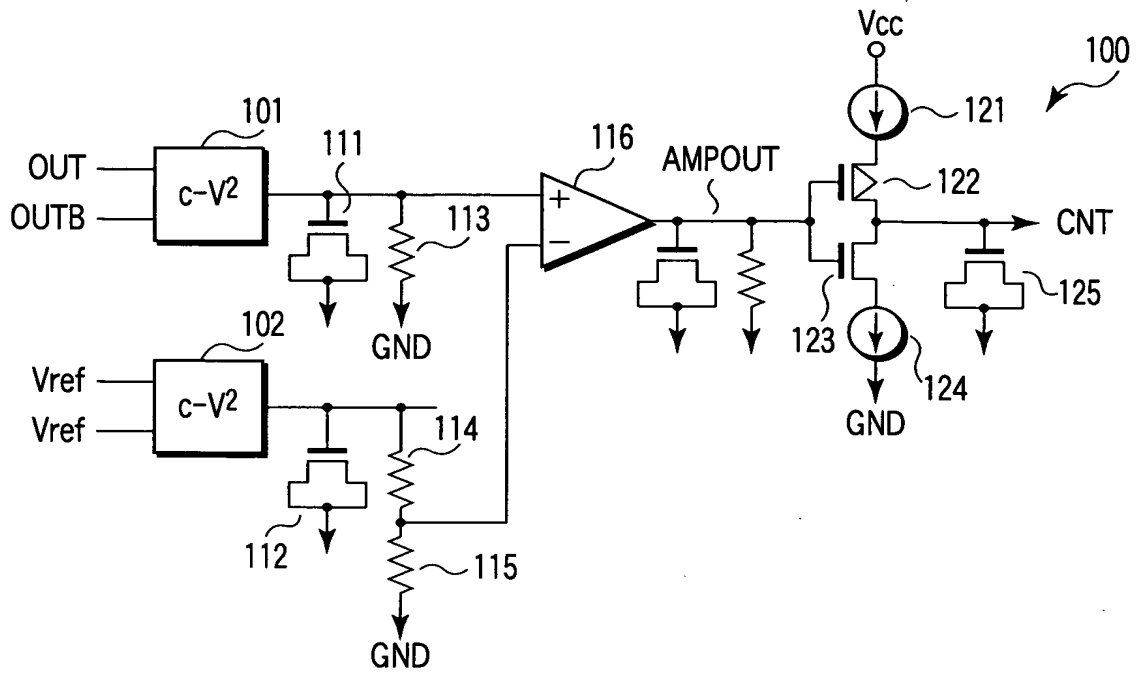 Vcc
100
101
111
116
AMPOUT
121
OUT
OUTB
c-V²
+
−
113
122
CNT
GND
123
125
102
124
GND
Vref
Vref
c-V²
114
112
115
GND